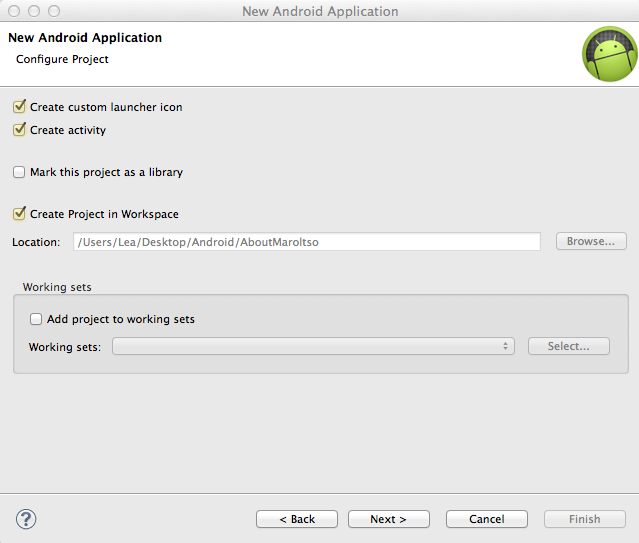 New Android Application
New Android Application
Configure Project
Create custom launcher icon
Create activity
Mark this project as a library
Create Project in Workspace
Location: /Users/Lea/Desktop/Android/AboutMaroltso Browse...
Working sets
Add project to working sets
Working sets: Select...
? < Back Next > Cancel Finish